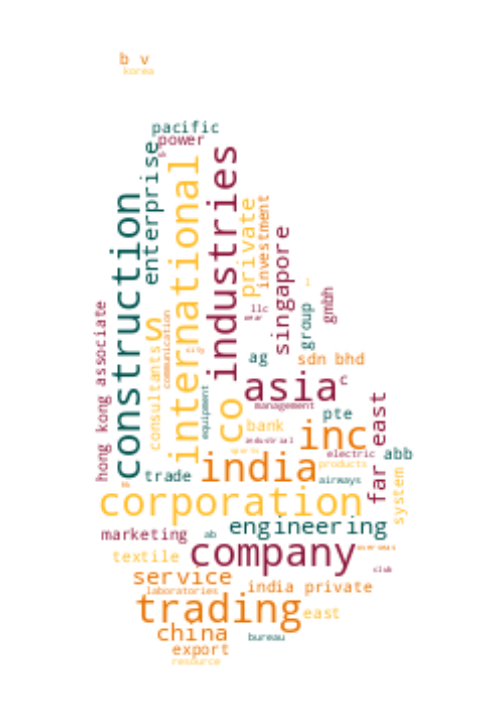 b v
korea
pacific
power
enterprise
international
industries
construction
private
investment
singapore
hong kong
associate
consultants
communication
city
llc
gmbh
group
ag
sdn bhd
asia
c
S
co
equipment
management
pte
bank
inc
industrial
electric
far east
abb
india
products
airways
trade
system
corporation
marketing
ab
engineering
textile
company
overseas
club
service
laboratories
india private
trading
east
china
bureau
export
resource